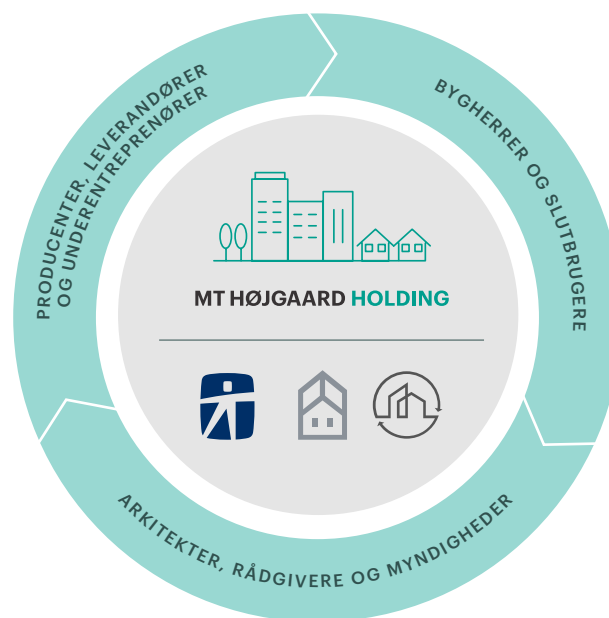 PRODUCENTER, LEVERANDØRER
OG UNDERENTREPRENØRER
BYGHERRER OG SLUTBRUGERE
MT HØJGAARD HOLDING
ARKITEKTER, RÅDGIVERE OG MYNDIGHEDER